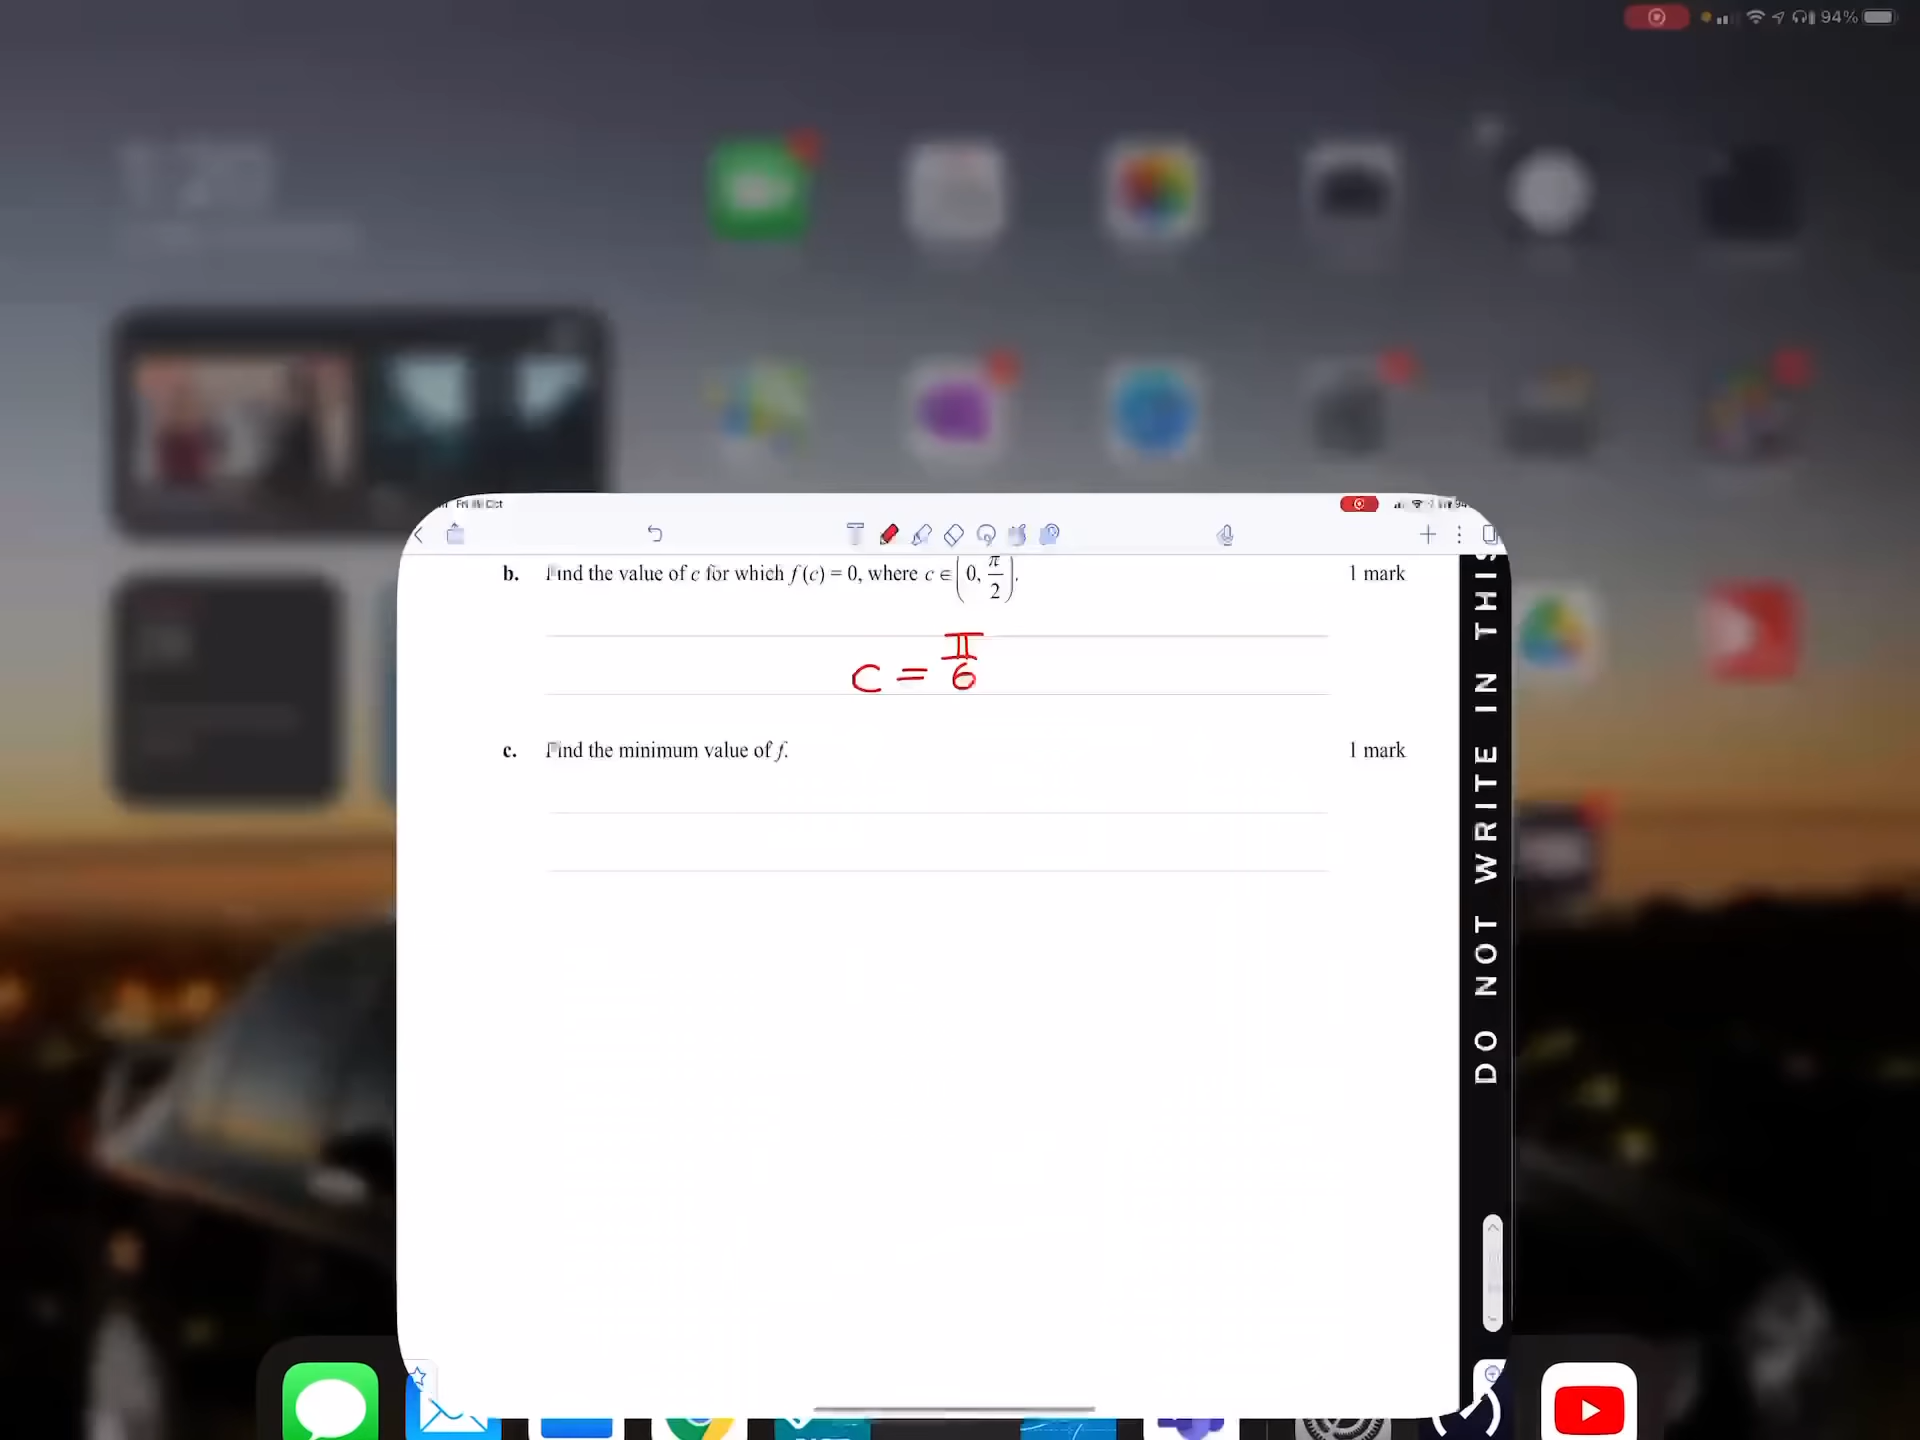 94%
b. Find the value of c for which f(c) = 0, where c ∈ (0, π/2). 1 mark
c = π/6
c. Find the minimum value of f. 1 mark
DO NOT WRITE IN THIS